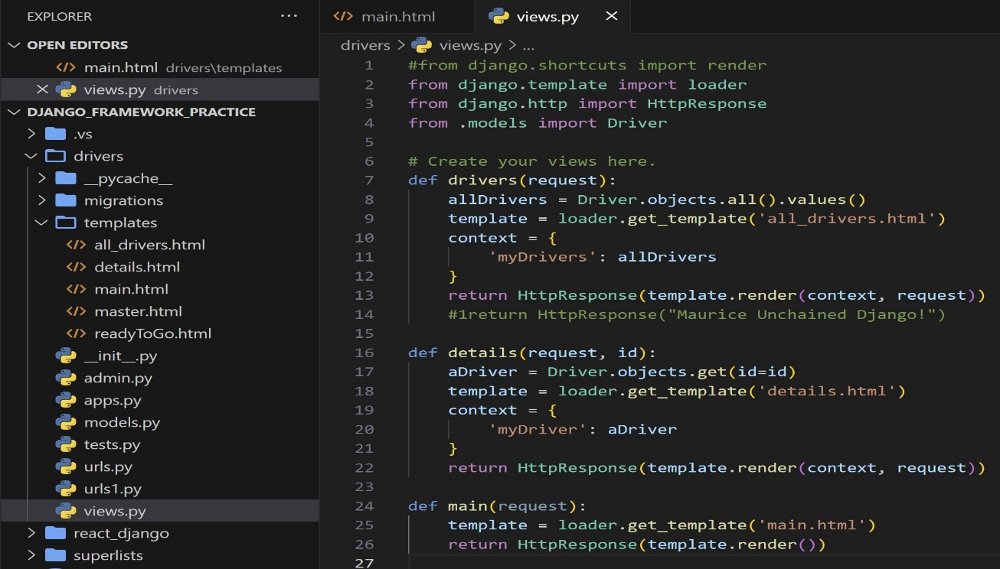 EXPLORER ...
OPEN EDITORS
main.html drivers\templates
views.py drivers
DJANGO_FRAMEWORK_PRACTICE
.vs
drivers
__pycache__
migrations
templates
all_drivers.html
details.html
main.html
master.html
readyToGo.html
__init__.py
admin.py
apps.py
models.py
tests.py
urls.py
urls1.py
views.py
react_django
superlists
main.html views.py
drivers > views.py > ...
1 #from django.shortcuts import render
2 from django.template import loader
3 from django.http import HttpResponse
4 from .models import Driver
5
6 # Create your views here.
7 def drivers(request):
8     allDrivers = Driver.objects.all().values()
9     template = loader.get_template('all_drivers.html')
10     context = {
11         'myDrivers': allDrivers
12     }
13     return HttpResponse(template.render(context, request))
14     #1return HttpResponse("Maurice Unchained Django!")
15
16 def details(request, id):
17     aDriver = Driver.objects.get(id=id)
18     template = loader.get_template('details.html')
19     context = {
20         'myDriver': aDriver
21     }
22     return HttpResponse(template.render(context, request))
23
24 def main(request):
25     template = loader.get_template('main.html')
26     return HttpResponse(template.render())
27